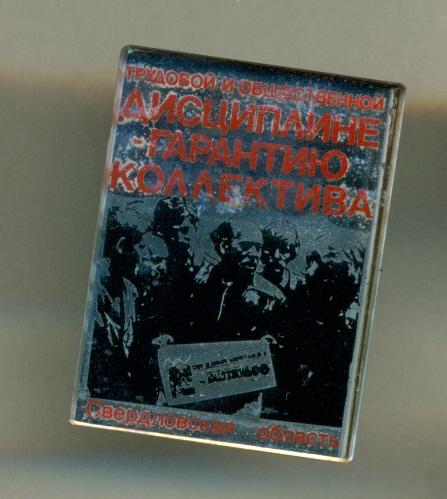 ТРУДОВОЙ И ОБЩЕСТВЕННОЙ
ДИСЦИПЛИНЕ
-ГАРАНТИЮ
КОЛЛЕКТИВА
Свердловская область